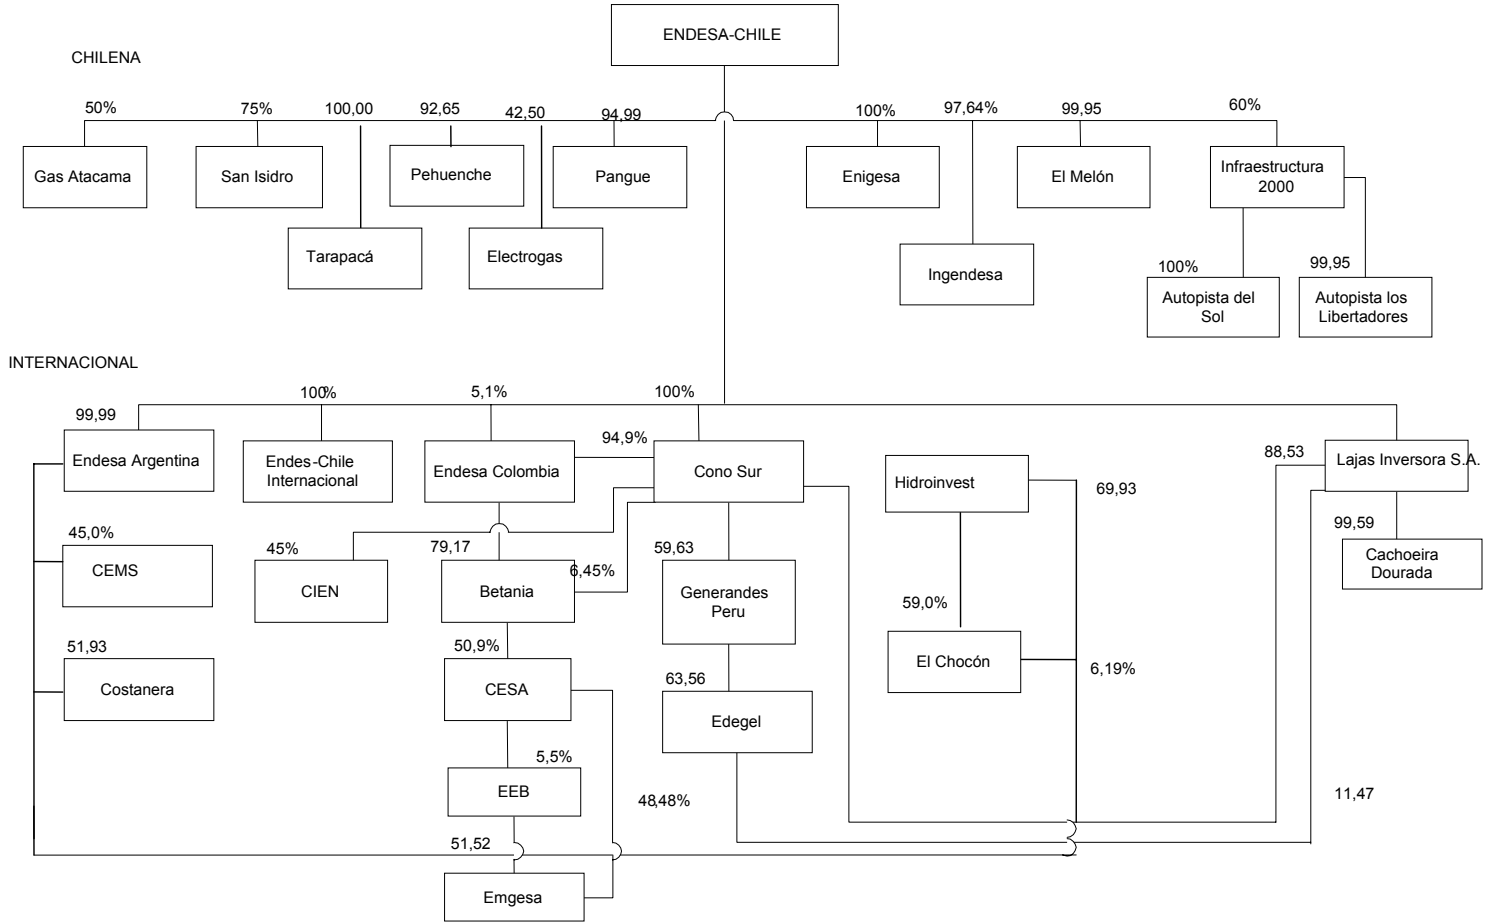 ENDESA-CHILE
CHILENA
50%
75%
100,00
92,65
42,50
94,99
100%
97,64%
99,95
60%
Gas Atacama
San Isidro
Pehuenche
Pangue
Enigesa
El Melón
Infraestructura
2000
Tarapacá
Electrogas
Ingendesa
100%
99,95
Autopista del
Sol
Autopista los
Libertadores
INTERNACIONAL
99,99
100%
5,1%
100%
Endesa Argentina
Endes-Chile
Internacional
Endesa Colombia
94,9%
Cono Sur
Hidroinvest
69,93
88,53
Lajas Inversora S.A.
45,0%
CEMS
45%
CIEN
79,17
Betania
6,45%
59,63
Generandes
Peru
59,0%
99,59
Cachoeira
Dourada
51,93
Costanera
50,9%
CESA
63,56
Edegel
El Chocón
6,19%
5,5%
EEB
48,48%
11,47
51,52
Emgesa